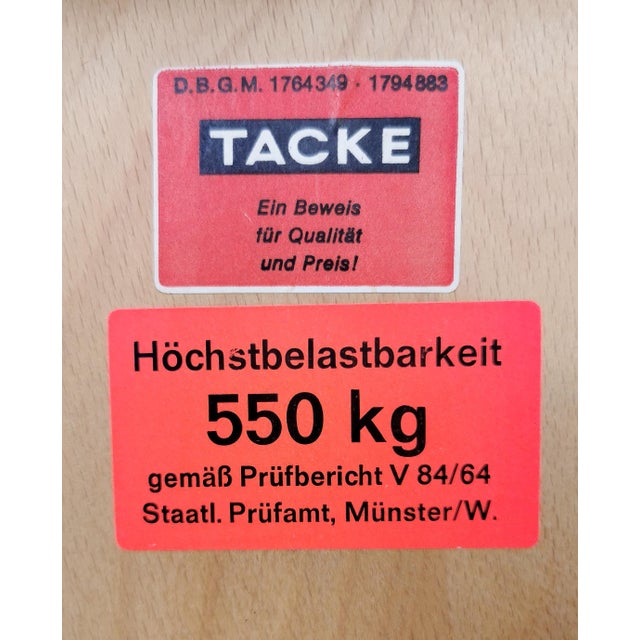 D.B.G.M. 1764349 · 1794883
TACKE
Ein Beweis
für Qualität
und Preis!
Höchstbelastbarkeit
550 kg
gemäß Prüfbericht V 84/64
Staatl. Prüfamt, Münster/W.